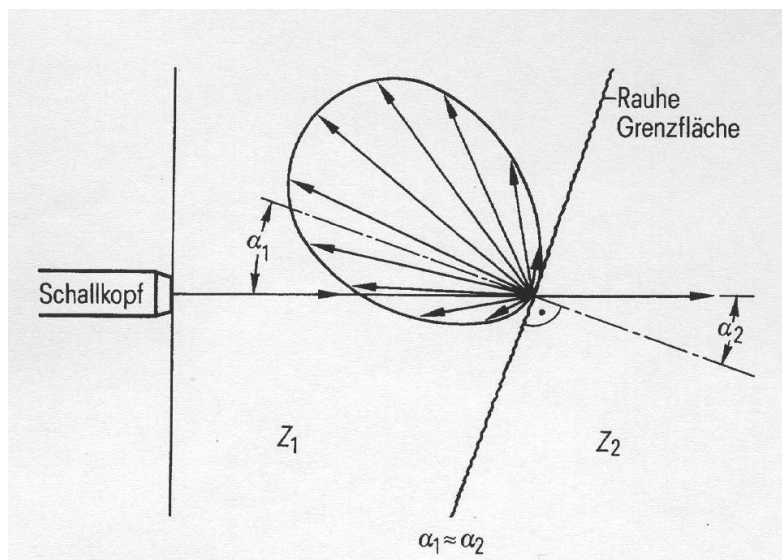 Rauhe
Grenzfläche
α₁
Schallkopf
α₂
Z₁
Z₂
α₁ ≈ α₂